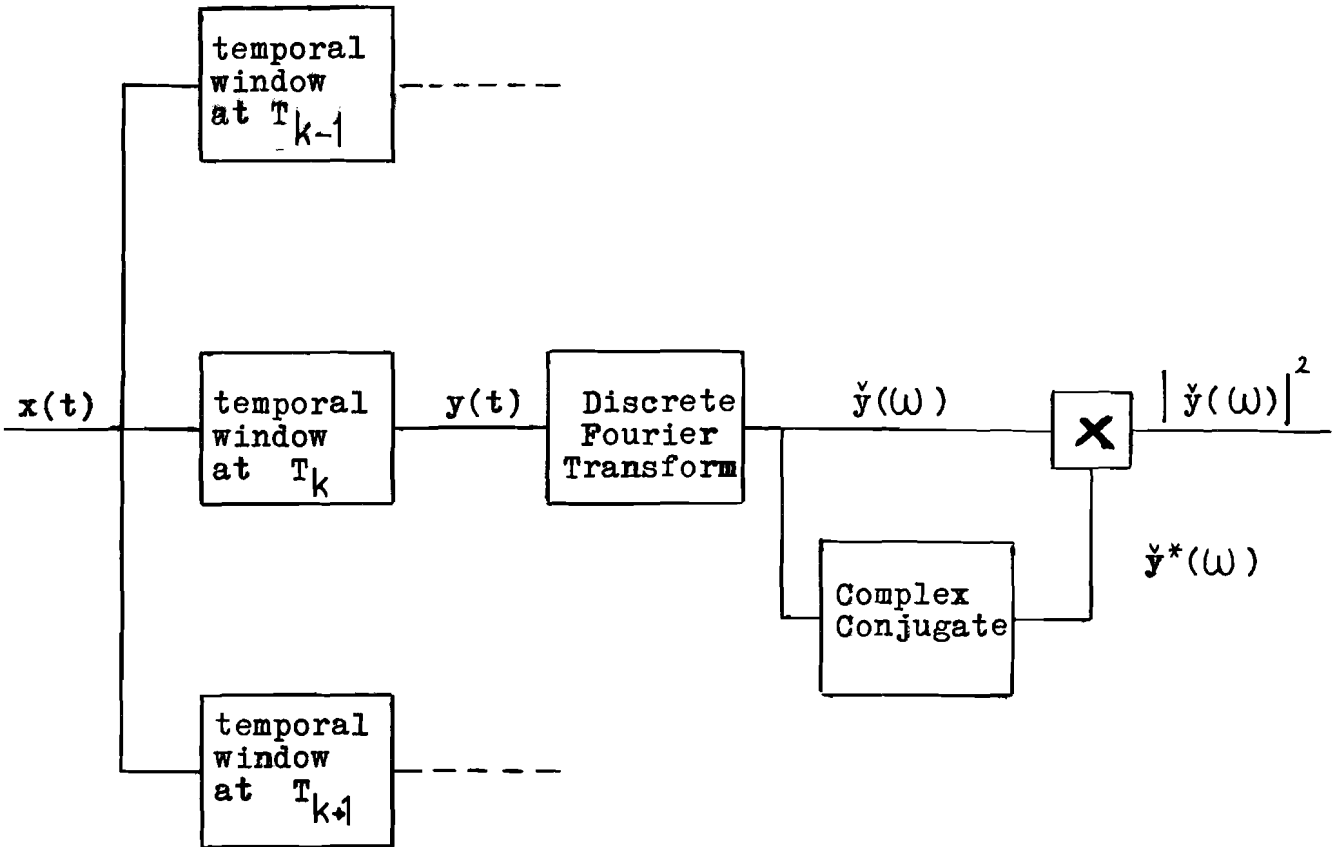 temporal
window
at T_{k-1}
x(t)
temporal
window
at T_k
y(t)
Discrete
Fourier
Transform
y̌(ω)
X
|y̌(ω)|²
Complex
Conjugate
y̌*(ω)
temporal
window
at T_{k+1}